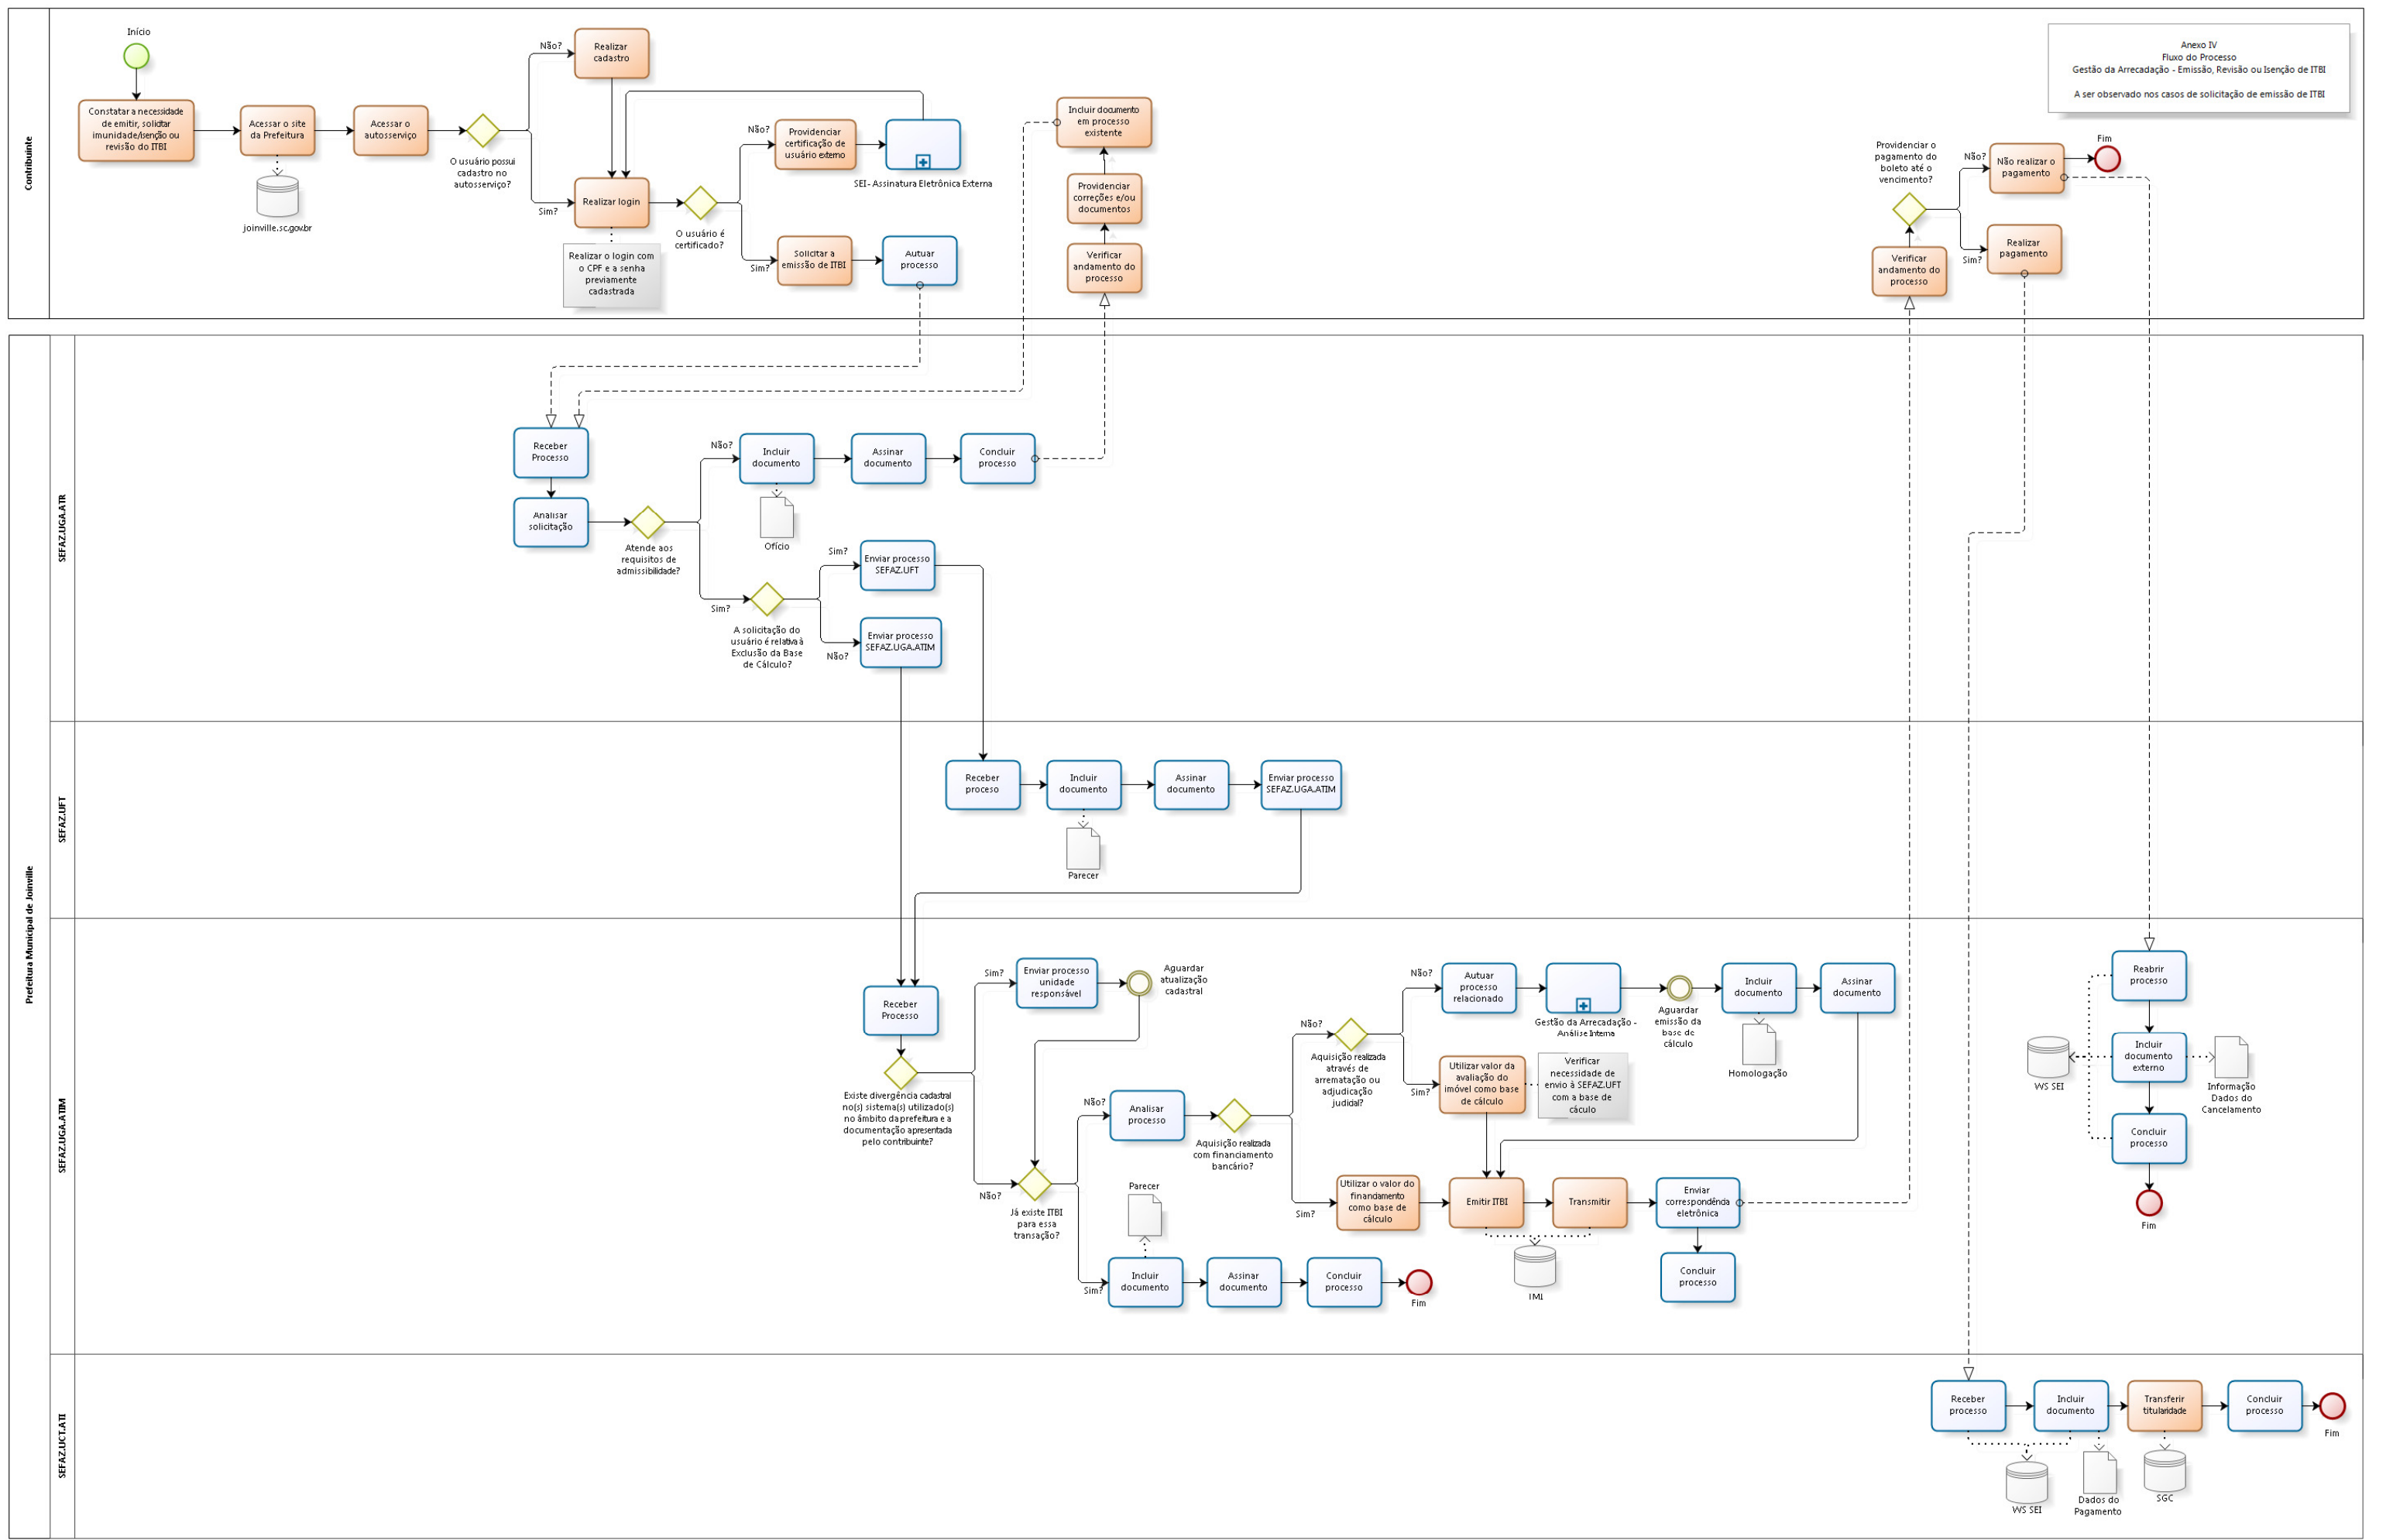 Anexo IV
Fluxo do Processo
Gestão da Arrecadação - Emissão, Revisão ou Isenção de ITBI
A ser observado nos casos de solicitação de emissão de ITBI
Contribuinte
Início
Constatar a necessidade
de emitir, solicitar
imunidade/isenção ou
revisão do ITBI
Acessar o site
da Prefeitura
joinville.sc.gov.br
Acessar o
autosserviço
O usuário possui
cadastro no
autosserviço?
Não?
Sim?
Realizar
cadastro
Realizar login
Realizar o login com
o CPF e a senha
previamente
cadastrada
O usuário é
certificado?
Não?
Sim?
Providenciar
certificação de
usuário externo
SEI- Assinatura Eletrônica Externa
Solicitar a
emissão de ITBI
Autuar
processo
Incluir documento
em processo
existente
Providenciar
correções e/ou
documentos
Verificar
andamento do
processo
Providenciar o
pagamento do
boleto até o
vencimento?
Não?
Sim?
Não realizar o
pagamento
Fim
Realizar
pagamento
Verificar
andamento do
processo
Prefeitura Municipal de Joinville
SEFAZ.UGA.ATR
Receber
Processo
Analisar
solicitação
Atende aos
requisitos de
admissibilidade?
Não?
Sim?
Incluir
documento
Ofício
Assinar
documento
Concluir
processo
A solicitação do
usuário é relativa à
Exclusão da Base
de Cálculo?
Sim?
Não?
Enviar processo
SEFAZ.UFT
Enviar processo
SEFAZ.UGA.ATIM
SEFAZ.UFT
Receber
proceso
Incluir
documento
Parecer
Assinar
documento
Enviar processo
SEFAZ.UGA.ATIM
SEFAZ.UGA.ATIM
Receber
Processo
Existe divergência cadastral
no(s) sistema(s) utilizado(s)
no âmbito da prefeitura e a
documentação apresentada
pelo contribuinte?
Sim?
Não?
Enviar processo
unidade
responsável
Aguardar
atualização
cadastral
Já existe ITBI
para essa
transação?
Não?
Sim?
Analisar
processo
Aquisição realizada
com financiamento
bancário?
Não?
Sim?
Parecer
Incluir
documento
Assinar
documento
Concluir
processo
Fim
Aquisição realizada
através de
arrematação ou
adjudicação
judicial?
Não?
Sim?
Autuar
processo
relacionado
Gestão da Arrecadação -
Análise Interna
Aguardar
emissão da
base de
cálculo
Incluir
documento
Homologação
Assinar
documento
Utilizar valor da
avaliação do
imóvel como base
de cálculo
Verificar
necessidade de
envio à SEFAZ.UFT
com a base de
cáculo
Utilizar o valor do
financiamento
como base de
cálculo
Emitir ITBI
Transmitir
TMI
Enviar
correspondência
eletrônica
Concluir
processo
Reabrir
processo
Incluir
documento
externo
WS SEI
Informação
Dados do
Cancelamento
Concluir
processo
Fim
SEFAZ.UCT.ATI
Receber
processo
Incluir
documento
Transferir
titularidade
Concluir
processo
Fim
WS SEI
Dados do
Pagamento
SGC